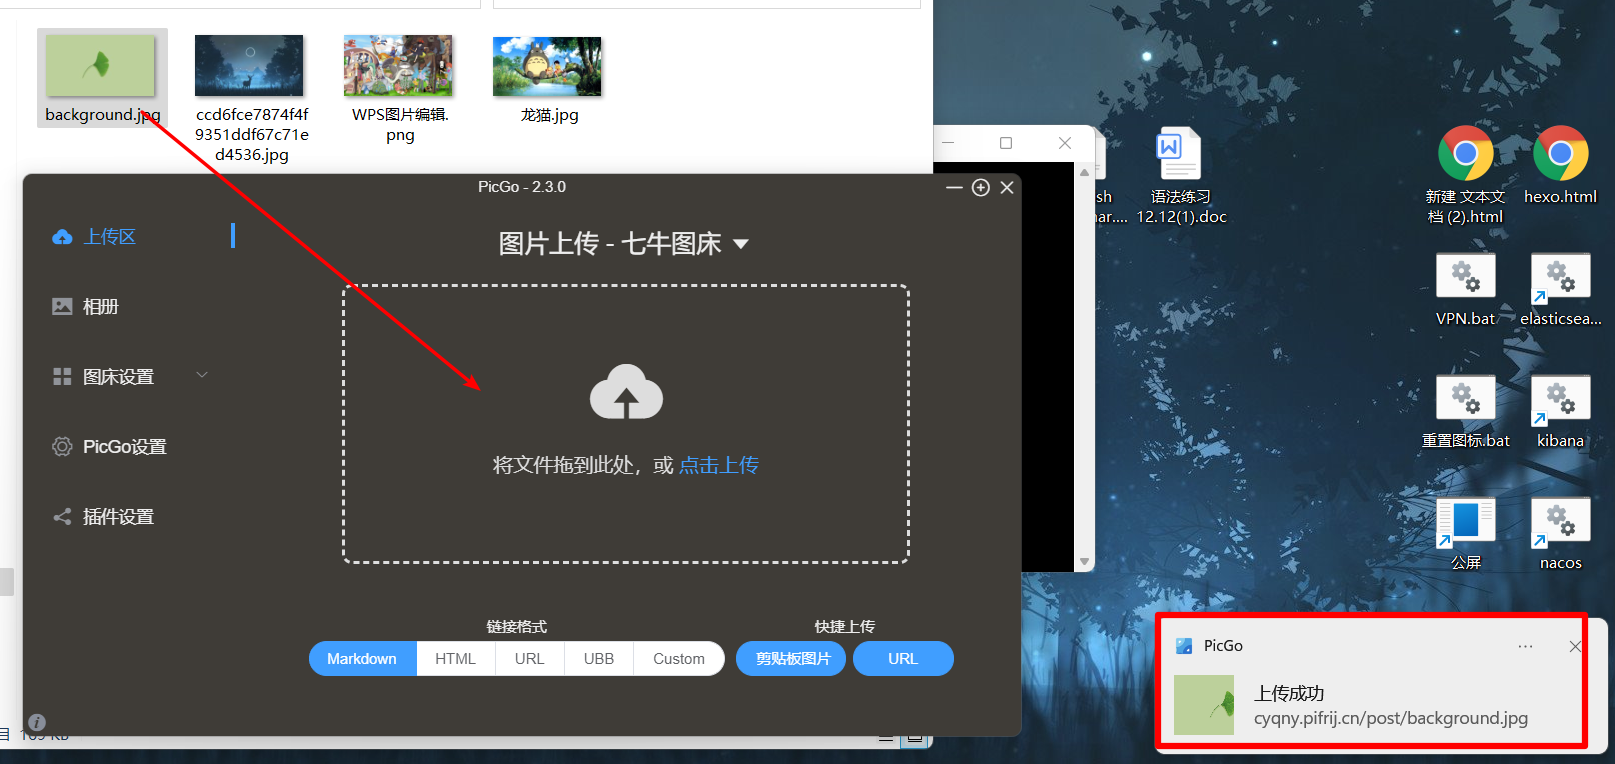 background.jpg
ccd6fce7874f4f
9351ddf67c71e
d4536.jpg
WPS图片编辑.
png
龙猫.jpg
PicGo - 2.3.0
上传区
相册
图床设置
PicGo设置
插件设置
图片上传 - 七牛图床
将文件拖到此处，或 点击上传
链接格式
快捷上传
Markdown
HTML
URL
UBB
Custom
剪贴板图片
URL
sh
ar....
语法练习
12.12(1).doc
新建 文本文
档 (2).html
hexo.html
VPN.bat
elasticsea...
重置图标.bat
kibana
公屏
nacos
PicGo
上传成功
cyqny.pifrij.cn/post/background.jpg